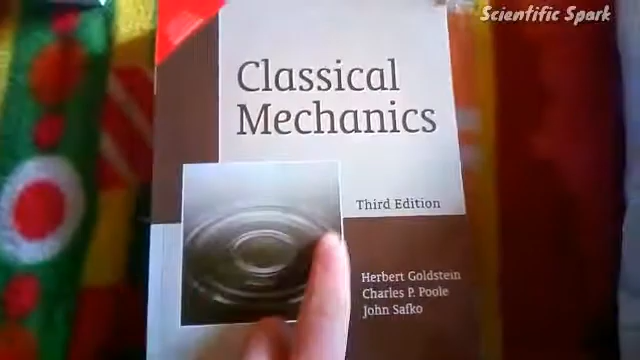 Scientific Spark
Classical
Mechanics
Third Edition
Herbert Goldstein
Charles P. Poole
John Safko